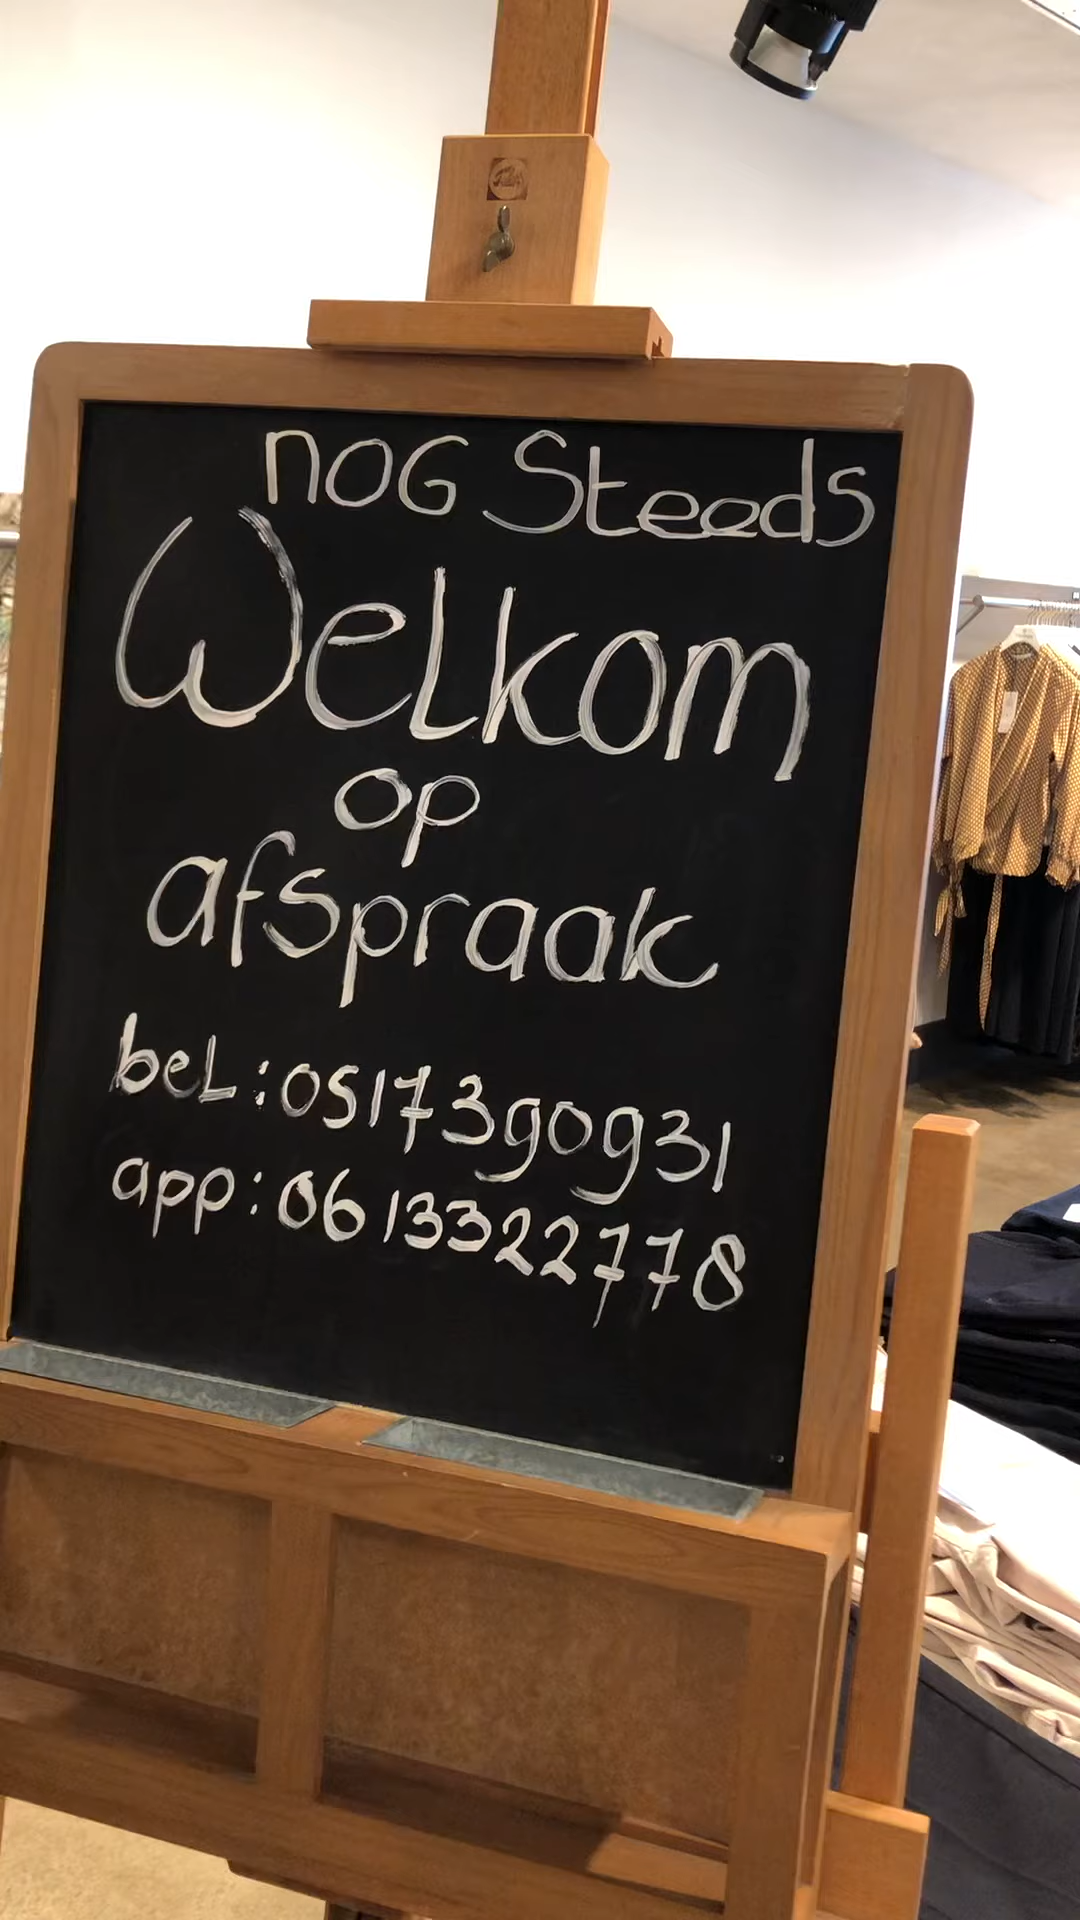 noG Steeds
Welkom
op
afspraak
beL: 0517390931
app: 0613322778